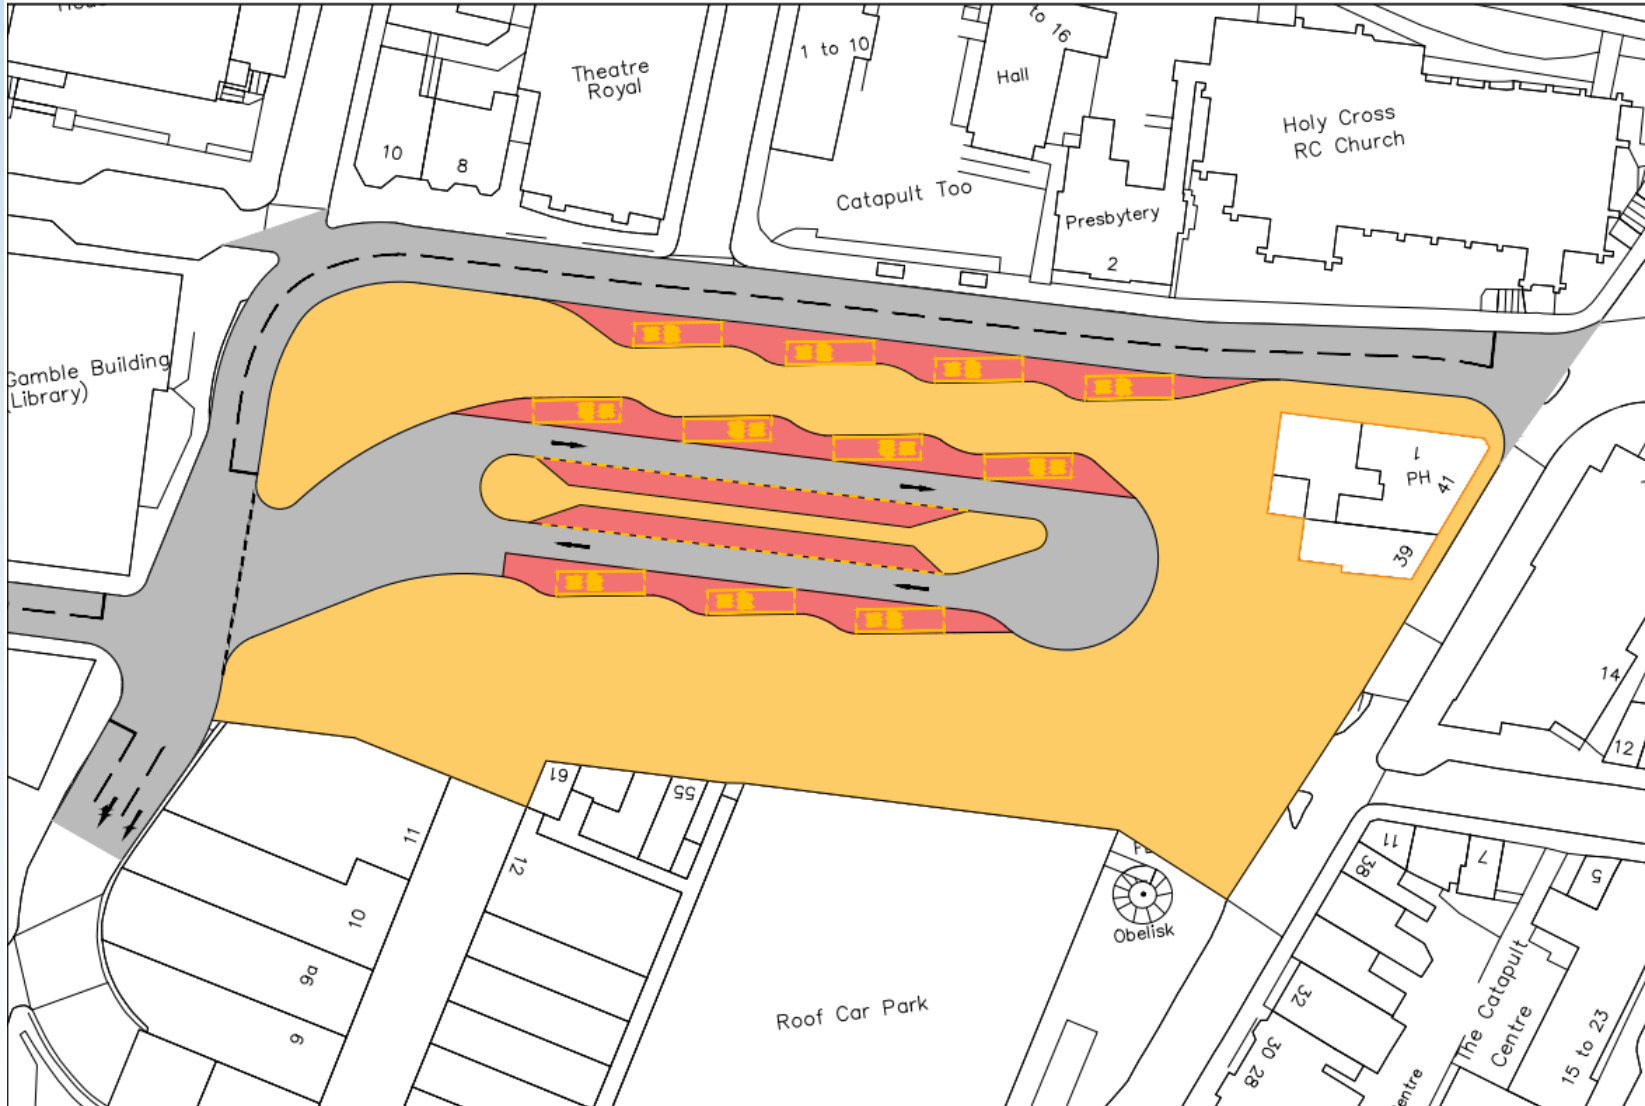 to 16
1 to 10
Theatre
Royal
Hall
Holy Cross
RC Church
10
8
Catapult Too
Presbytery
2
Gamble Building
(Library)
1
PH
41
39
14
12
61
55
11
12
10
9a
9
Obelisk
Roof Car Park
11
38
7
5
32
30
28
The Catapult
Centre
15 to 23